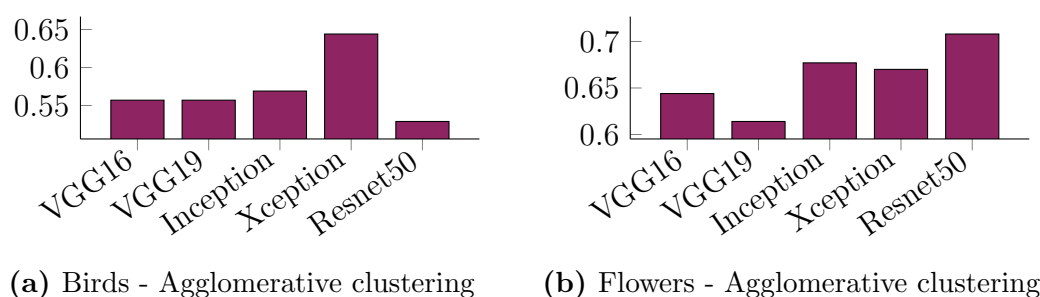 0.65
0.6
0.55
VGG16
VGG19
Inception
Xception
Resnet50
(a) Birds - Agglomerative clustering
0.7
0.65
0.6
VGG16
VGG19
Inception
Xception
Resnet50
(b) Flowers - Agglomerative clustering